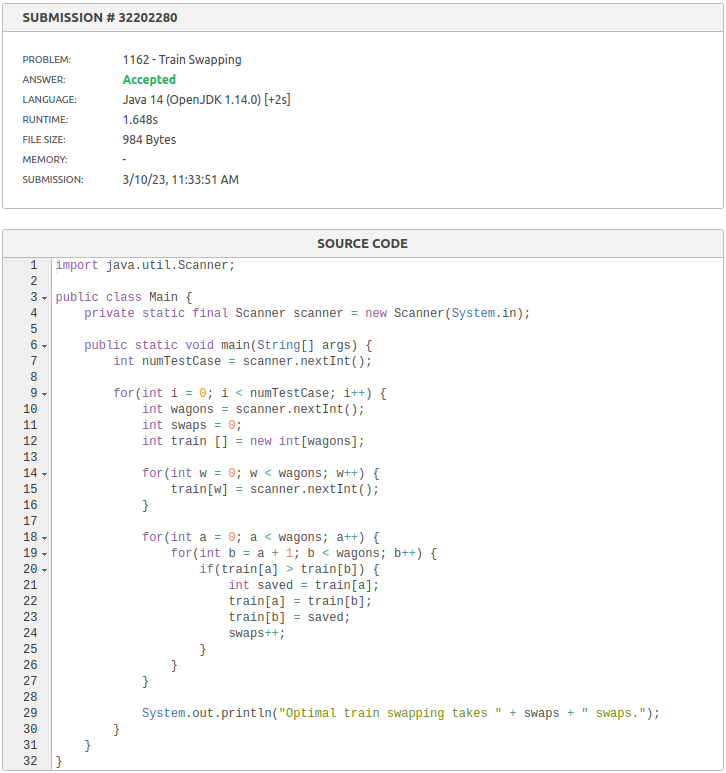 SUBMISSION # 32202280
PROBLEM: 1162 - Train Swapping
ANSWER: Accepted
LANGUAGE: Java 14 (OpenJDK 1.14.0) [+2s]
RUNTIME: 1.648s
FILE SIZE: 984 Bytes
MEMORY: -
SUBMISSION: 3/10/23, 11:33:51 AM
SOURCE CODE
1 import java.util.Scanner;
2
3 public class Main {
4     private static final Scanner scanner = new Scanner(System.in);
5
6     public static void main(String[] args) {
7         int numTestCase = scanner.nextInt();
8
9         for(int i = 0; i < numTestCase; i++) {
10             int wagons = scanner.nextInt();
11             int swaps = 0;
12             int train [] = new int[wagons];
13
14             for(int w = 0; w < wagons; w++) {
15                 train[w] = scanner.nextInt();
16             }
17
18             for(int a = 0; a < wagons; a++) {
19                 for(int b = a + 1; b < wagons; b++) {
20                     if(train[a] > train[b]) {
21                         int saved = train[a];
22                         train[a] = train[b];
23                         train[b] = saved;
24                         swaps++;
25                     }
26                 }
27             }
28
29             System.out.println("Optimal train swapping takes " + swaps + " swaps.");
30         }
31     }
32 }